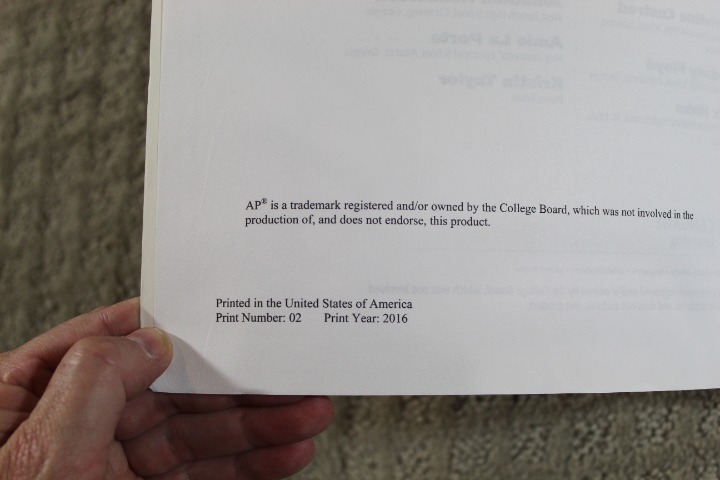 AP® is a trademark registered and/or owned by the College Board, which was not involved in the
production of, and does not endorse, this product.
Printed in the United States of America
Print Number: 02 Print Year: 2016